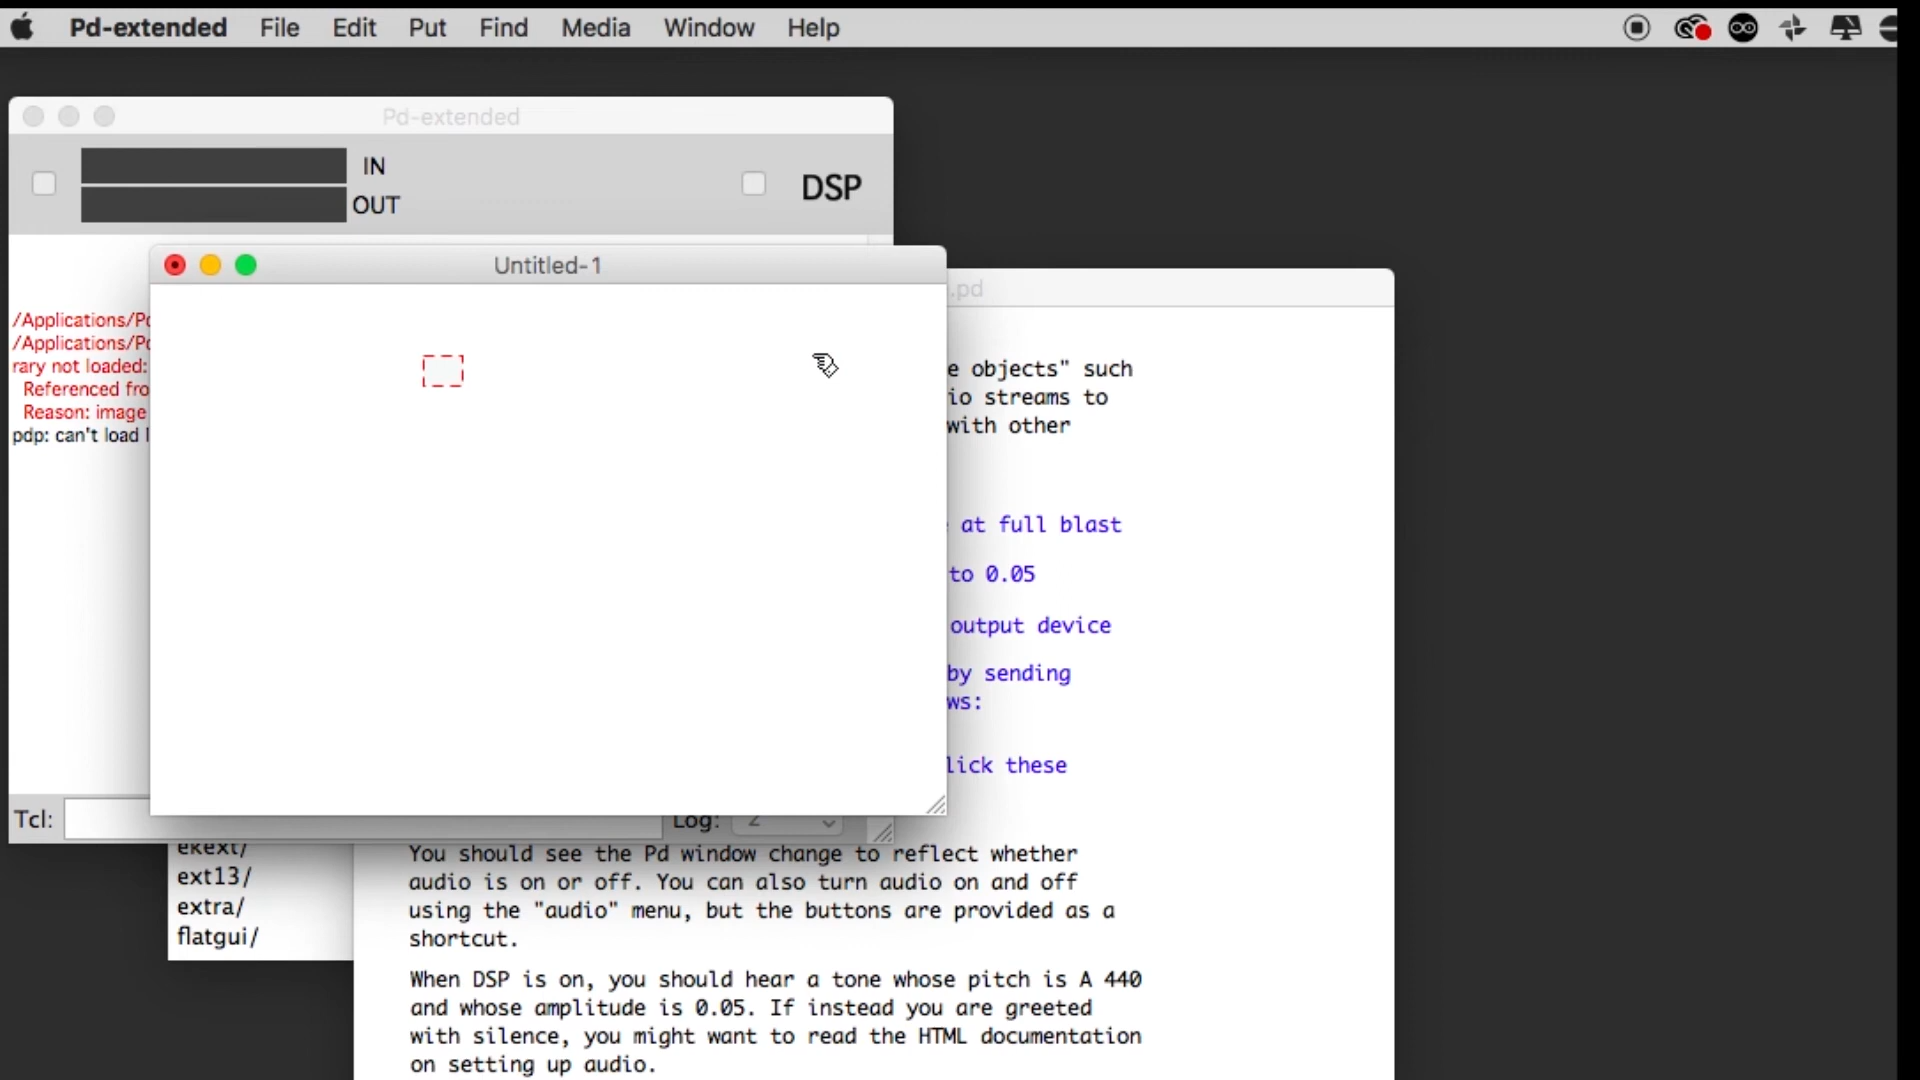 Pd-extended File Edit Put Find Media Window Help
Pd-extended
IN
OUT
DSP
Untitled-1
.pd
/Applications/Pd
/Applications/Pd
rary not loaded:
Referenced fro
Reason: image
pdp: can't load l
e objects" such
io streams to
with other
at full blast
to 0.05
output device
by sending
ws:
lick these
Tcl:
Log: 2
ekext/
ext13/
extra/
flatgui/
You should see the Pd window change to reflect whether
audio is on or off. You can also turn audio on and off
using the "audio" menu, but the buttons are provided as a
shortcut.
When DSP is on, you should hear a tone whose pitch is A 440
and whose amplitude is 0.05. If instead you are greeted
with silence, you might want to read the HTML documentation
on setting up audio.